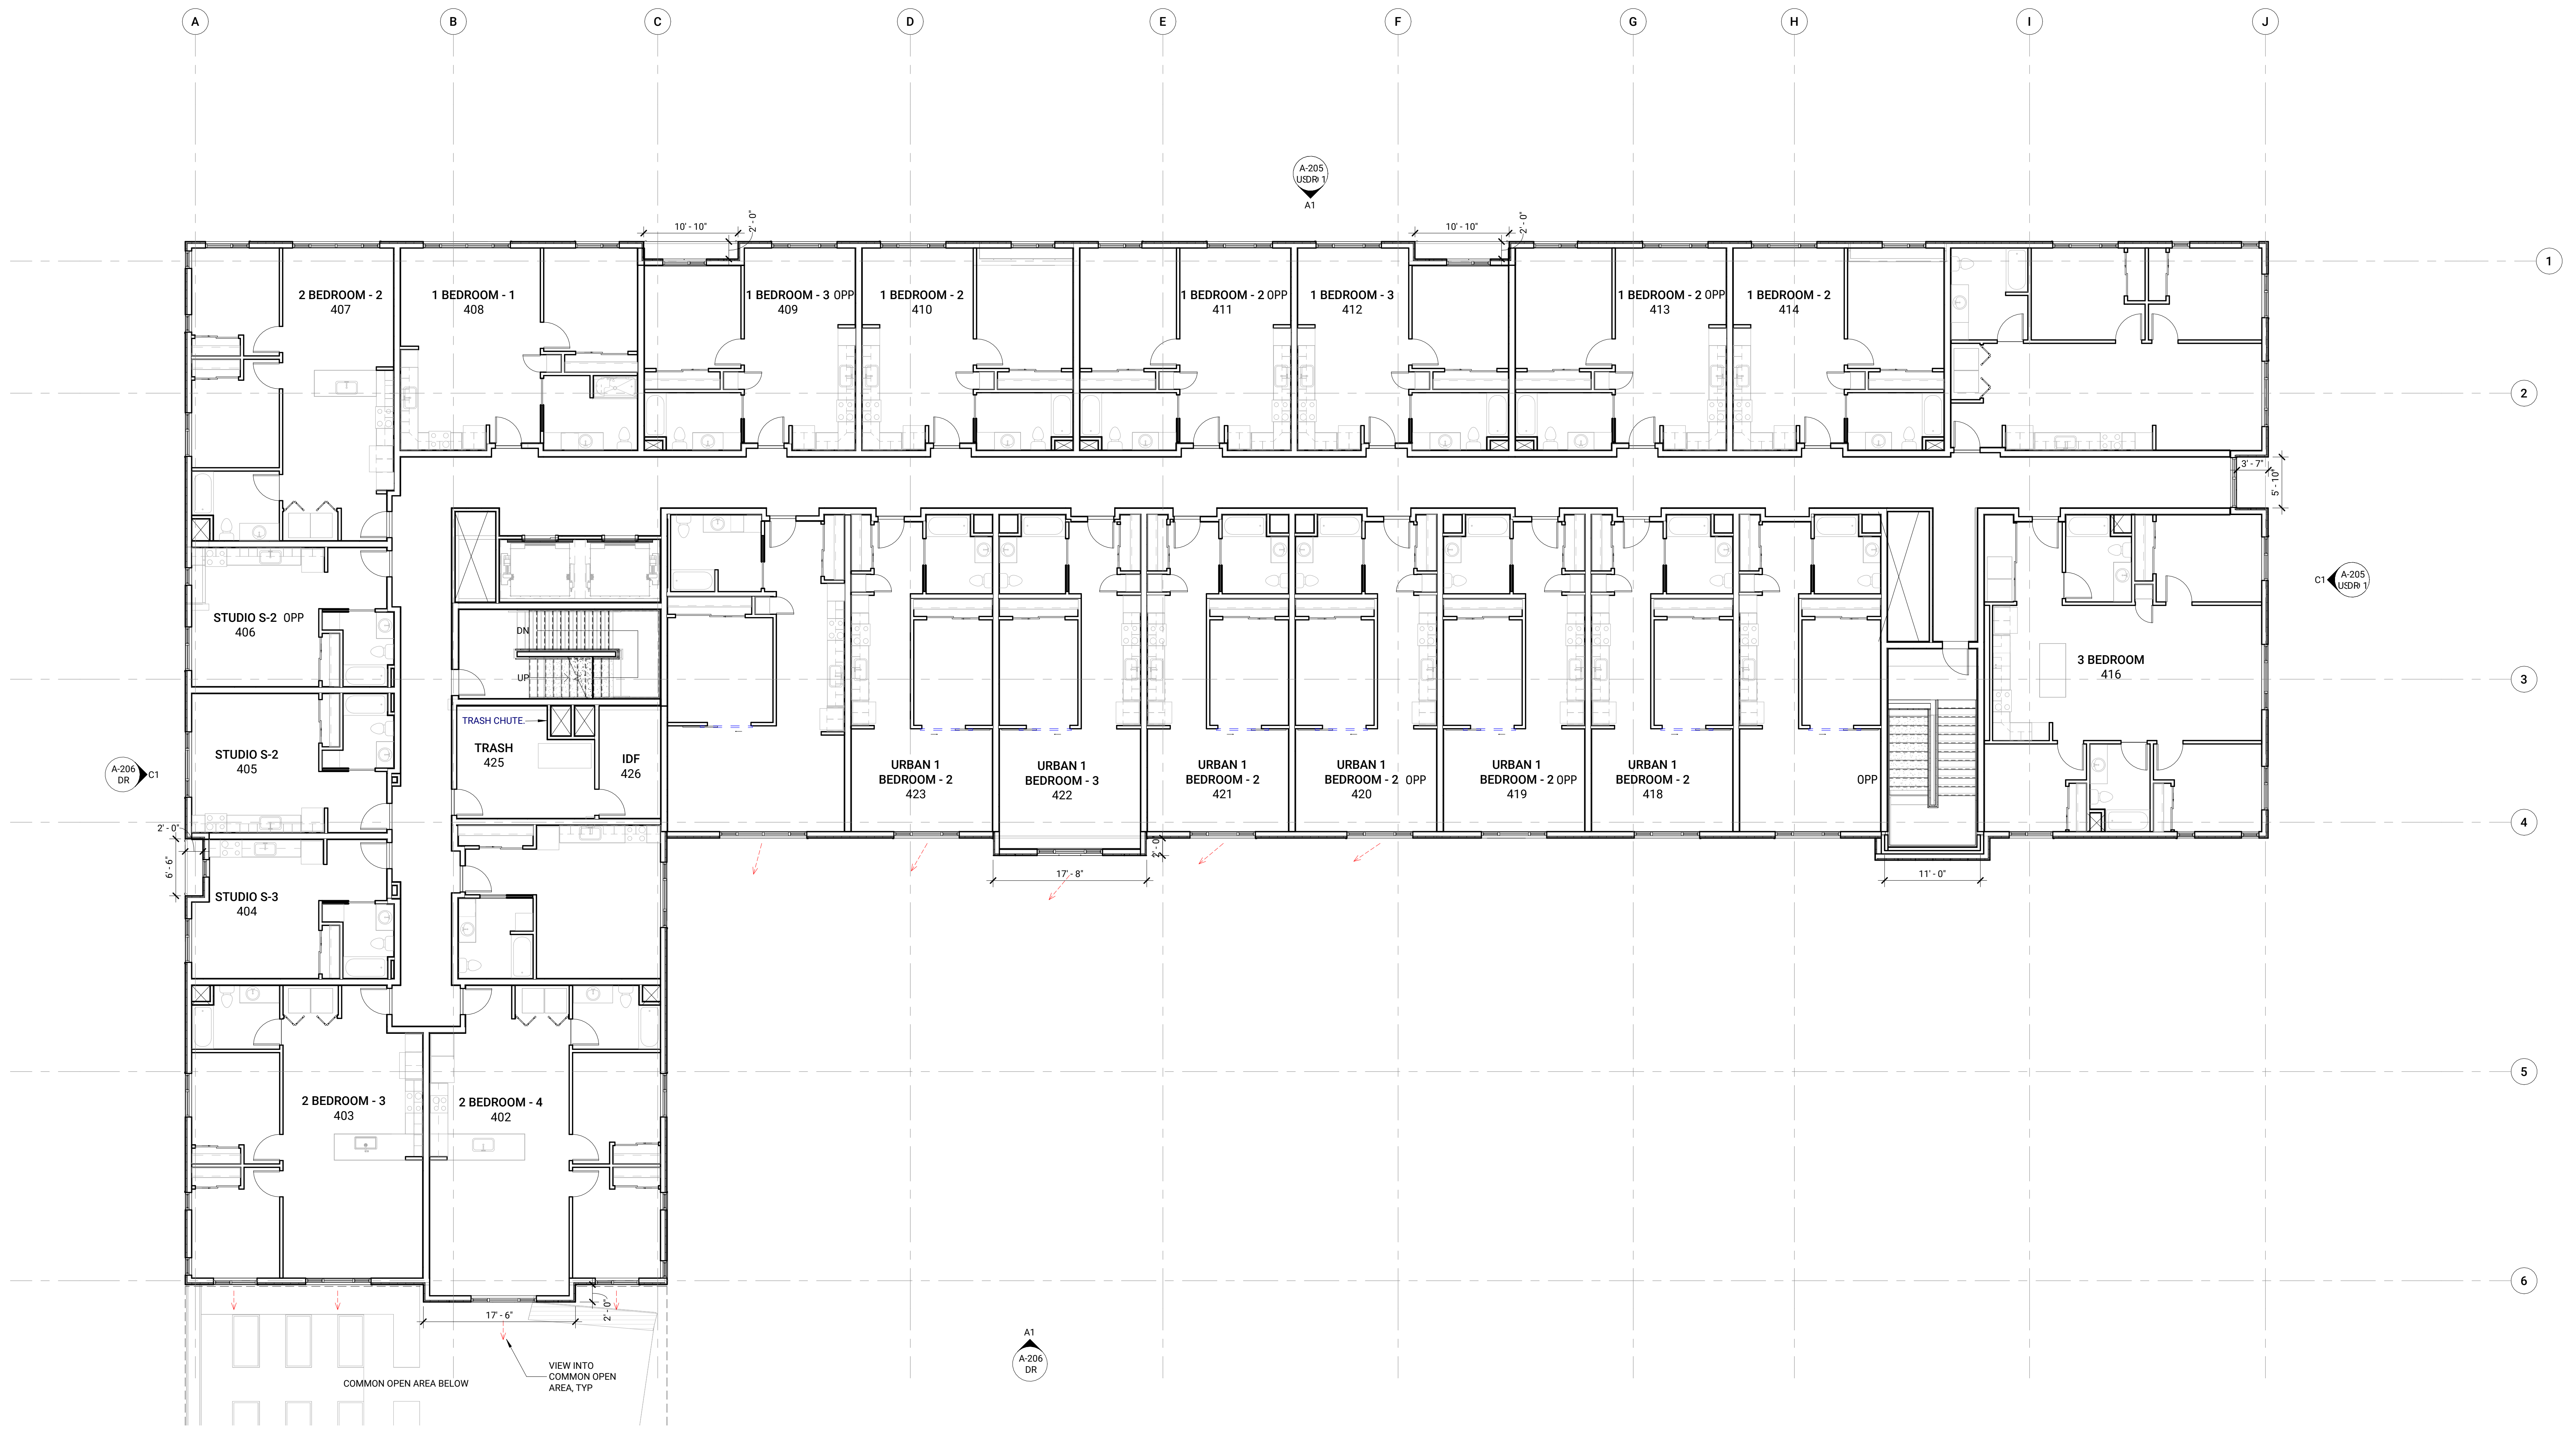 A B C D E F G H I J
A-205
A1
10' - 10"
2' - 0"
10' - 10"
2' - 0"
1
2 BEDROOM - 2
407
1 BEDROOM - 1
408
1 BEDROOM - 3 OPP
409
1 BEDROOM - 2
410
1 BEDROOM - 2 OPP
411
1 BEDROOM - 3
412
1 BEDROOM - 2 OPP
413
1 BEDROOM - 2
414
2
3' - 7"
5' - 10"
STUDIO S-2 OPP
406
DN
UP
3 BEDROOM
416
A-205
C1
3
TRASH CHUTE
TRASH
425
IDF
426
STUDIO S-2
405
A-206
DR
C1
URBAN 1
BEDROOM - 2
423
URBAN 1
BEDROOM - 3
422
URBAN 1
BEDROOM - 2
421
URBAN 1
BEDROOM - 2 OPP
420
URBAN 1
BEDROOM - 2 OPP
419
URBAN 1
BEDROOM - 2
418
OPP
4
2' - 0"
6' - 6"
2' - 0"
17' - 8"
11' - 0"
STUDIO S-3
404
5
2 BEDROOM - 3
403
2 BEDROOM - 4
402
6
17' - 6"
2' - 0"
A1
A-206
DR
VIEW INTO
COMMON OPEN
AREA, TYP
COMMON OPEN AREA BELOW